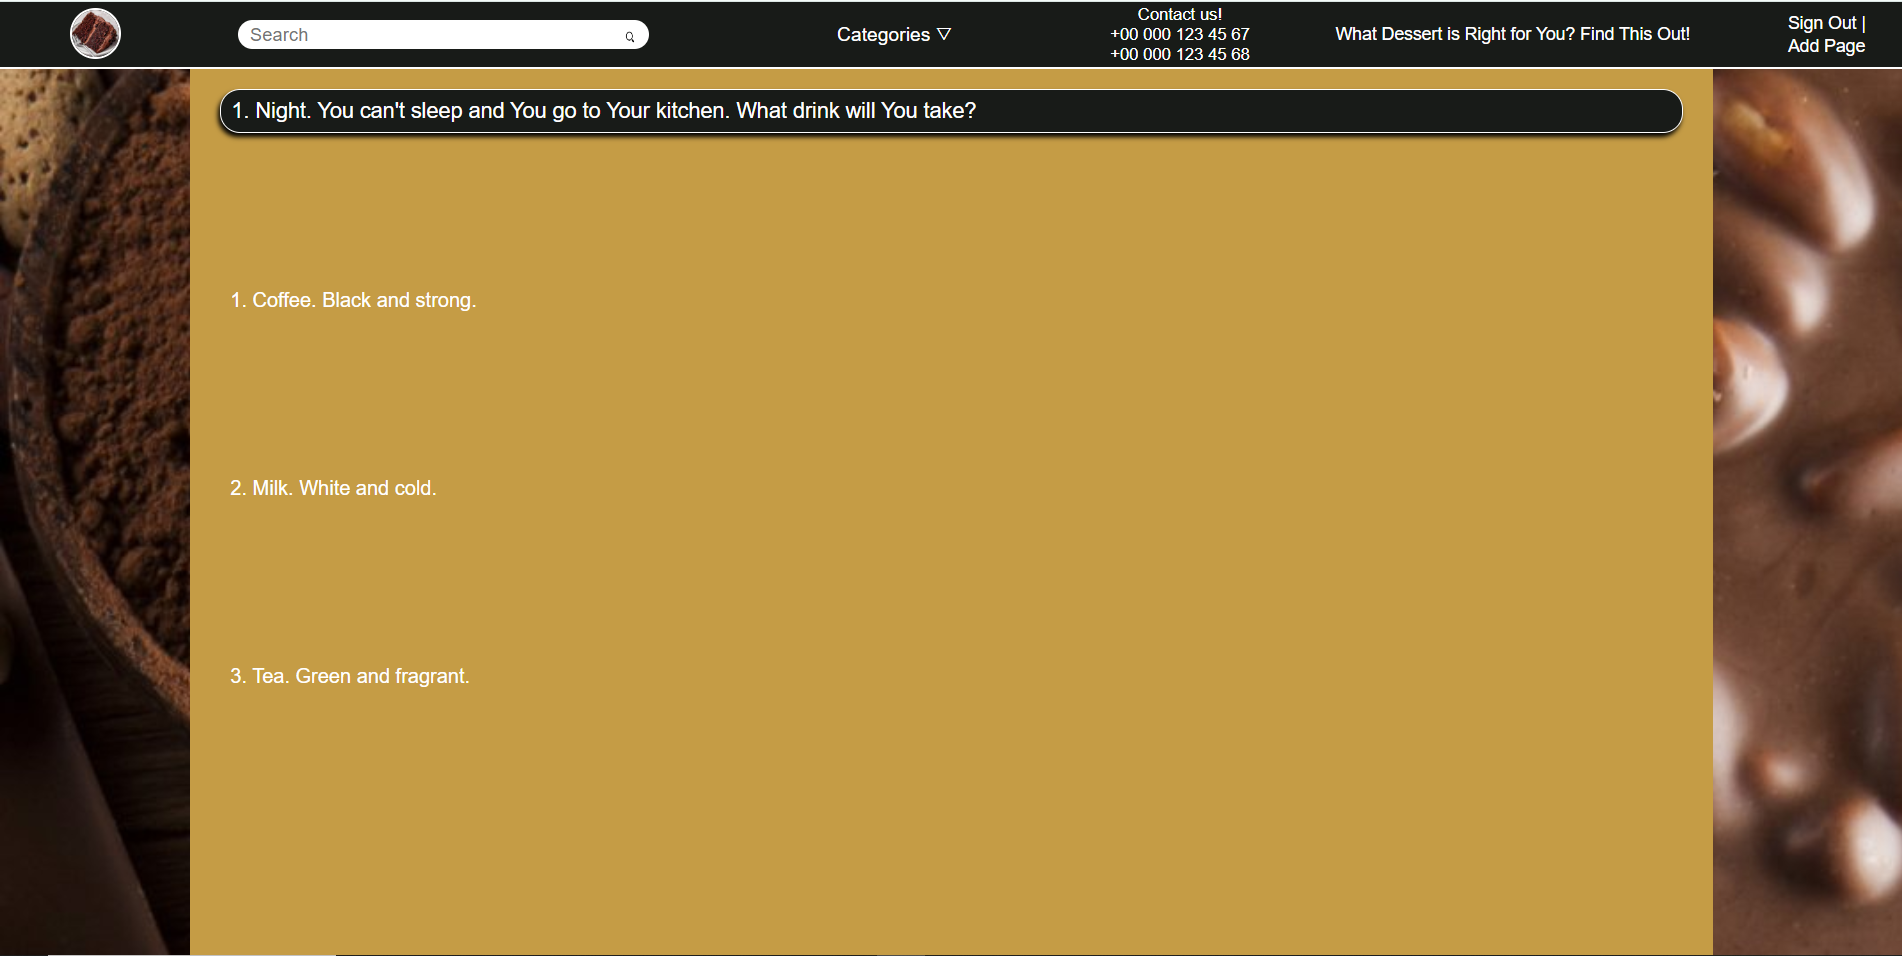 Search
Categories ▽
Contact us!
+00 000 123 45 67
+00 000 123 45 68
What Dessert is Right for You? Find This Out!
Sign Out |
Add Page
1. Night. You can't sleep and You go to Your kitchen. What drink will You take?
1. Coffee. Black and strong.
2. Milk. White and cold.
3. Tea. Green and fragrant.